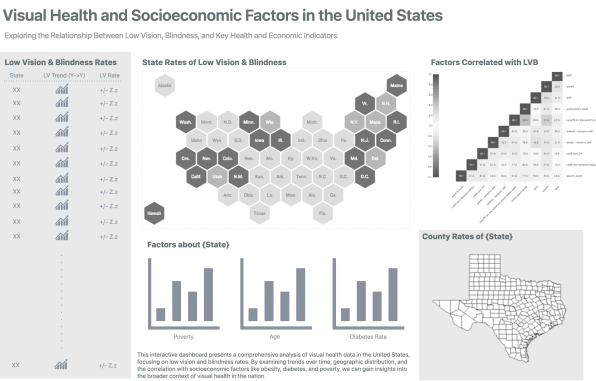 Visual Health and Socioeconomic Factors in the United States
Exploring the Relationship Between Low Vision, Blindness, and Key Health and Economic Indicators
Low Vision & Blindness Rates
State LV Trend (Y->Y) LV Rate
XX +/- Z.z
XX +/- Z.z
XX +/- Z.z
XX +/- Z.z
XX +/- Z.z
XX +/- Z.z
XX +/- Z.z
XX +/- Z.z
XX +/- Z.z
XX +/- Z.z
XX +/- Z.z
XX +/- Z.z
State Rates of Low Vision & Blindness
Alaska
Maine
Vt. N.H.
Wash. Mont. N.D. Minn. Wis. Mich. N.Y. Mass. R.I.
Idaho Wyo. S.D. Iowa Ill. Ind. Ohio Pa. N.J. Conn.
Ore. Nev. Colo. Neb. Mo. Ky. W.Va. Va. Md. Del.
Calif. Utah N.M. Kan. Ark. Tenn. N.C. S.C. D.C.
Ariz. Okla. La. Miss. Ala. Ga.
Hawaii Texas Fla.
Factors Correlated with LVB
Factors about {State}
Poverty Age Diabetes Rate
County Rates of {State}
This interactive dashboard presents a comprehensive analysis of visual health data in the United States,
focusing on low vision and blindness rates. By examining trends over time, geographic distribution, and
the correlation with socioeconomic factors like obesity, diabetes, and poverty, we can gain insights into
the broader context of visual health in the nation.